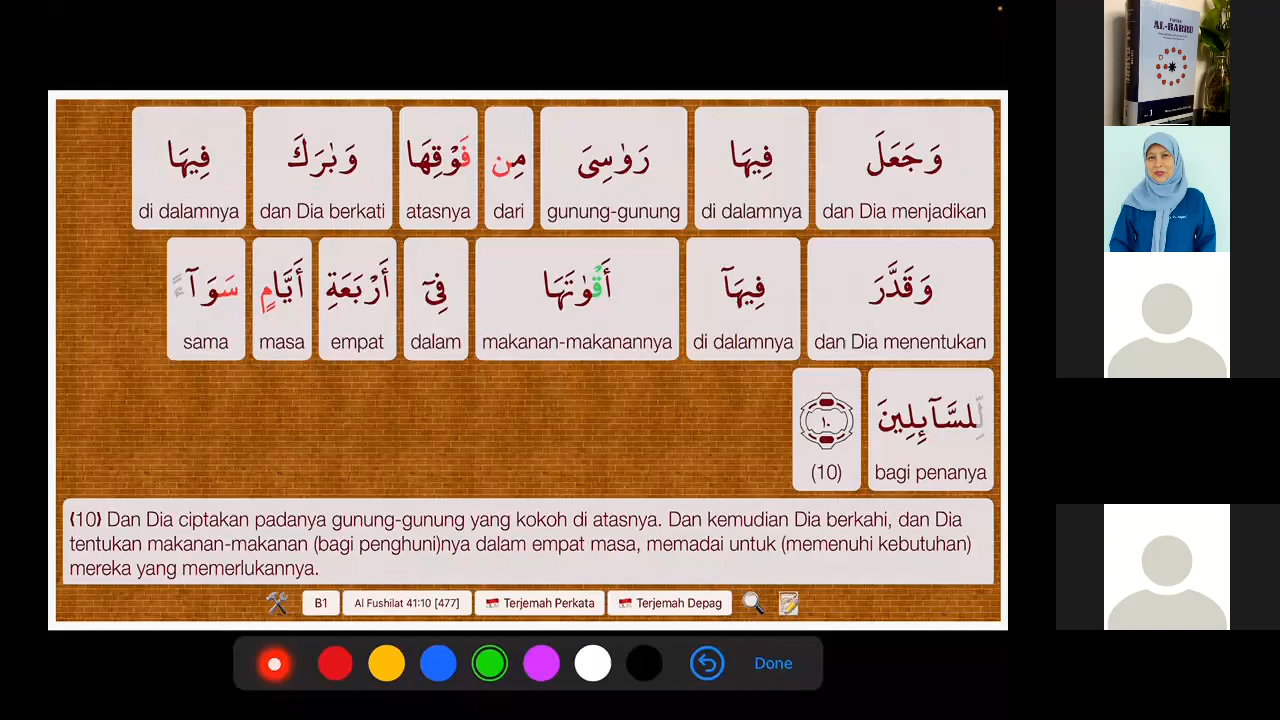 وَجَعَلَ فِيهَا رَوَٰسِىَ مِن فَوْقِهَا وَبَٰرَكَ فِيهَا
dan Dia menjadikan di dalamnya gunung-gunung dari atasnya dan Dia berkati di dalamnya
وَقَدَّرَ فِيهَآ أَقْوَٰتَهَا فِىٓ أَرْبَعَةِ أَيَّامٍ سَوَآءً
dan Dia menentukan di dalamnya makanan-makanannya dalam empat masa sama
لِّلسَّآئِلِينَ ١٠
bagi penanya (10)
(10) Dan Dia ciptakan padanya gunung-gunung yang kokoh di atasnya. Dan kemudian Dia berkahi, dan Dia
tentukan makanan-makanan (bagi penghuni)nya dalam empat masa, memadai untuk (memenuhi kebutuhan)
mereka yang memerlukannya.
B1 Al Fushilat 41:10 [477] Terjemah Perkata Terjemah Depag
Done
AL-BARRU